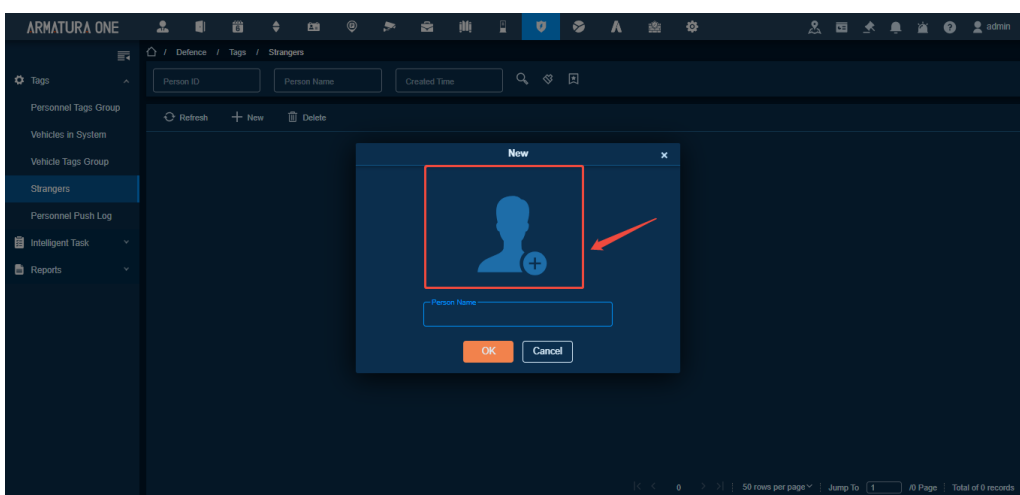 ARMATURA ONE
admin
/ Defence / Tags / Strangers
Tags
Personnel Tags Group
Vehicles in System
Vehicle Tags Group
Strangers
Personnel Push Log
Intelligent Task
Reports
Person ID
Person Name
Created Time
Refresh
New
Delete
New
Person Name
OK
Cancel
0
50 rows per page
Jump To
1
/0 Page
Total of 0 records